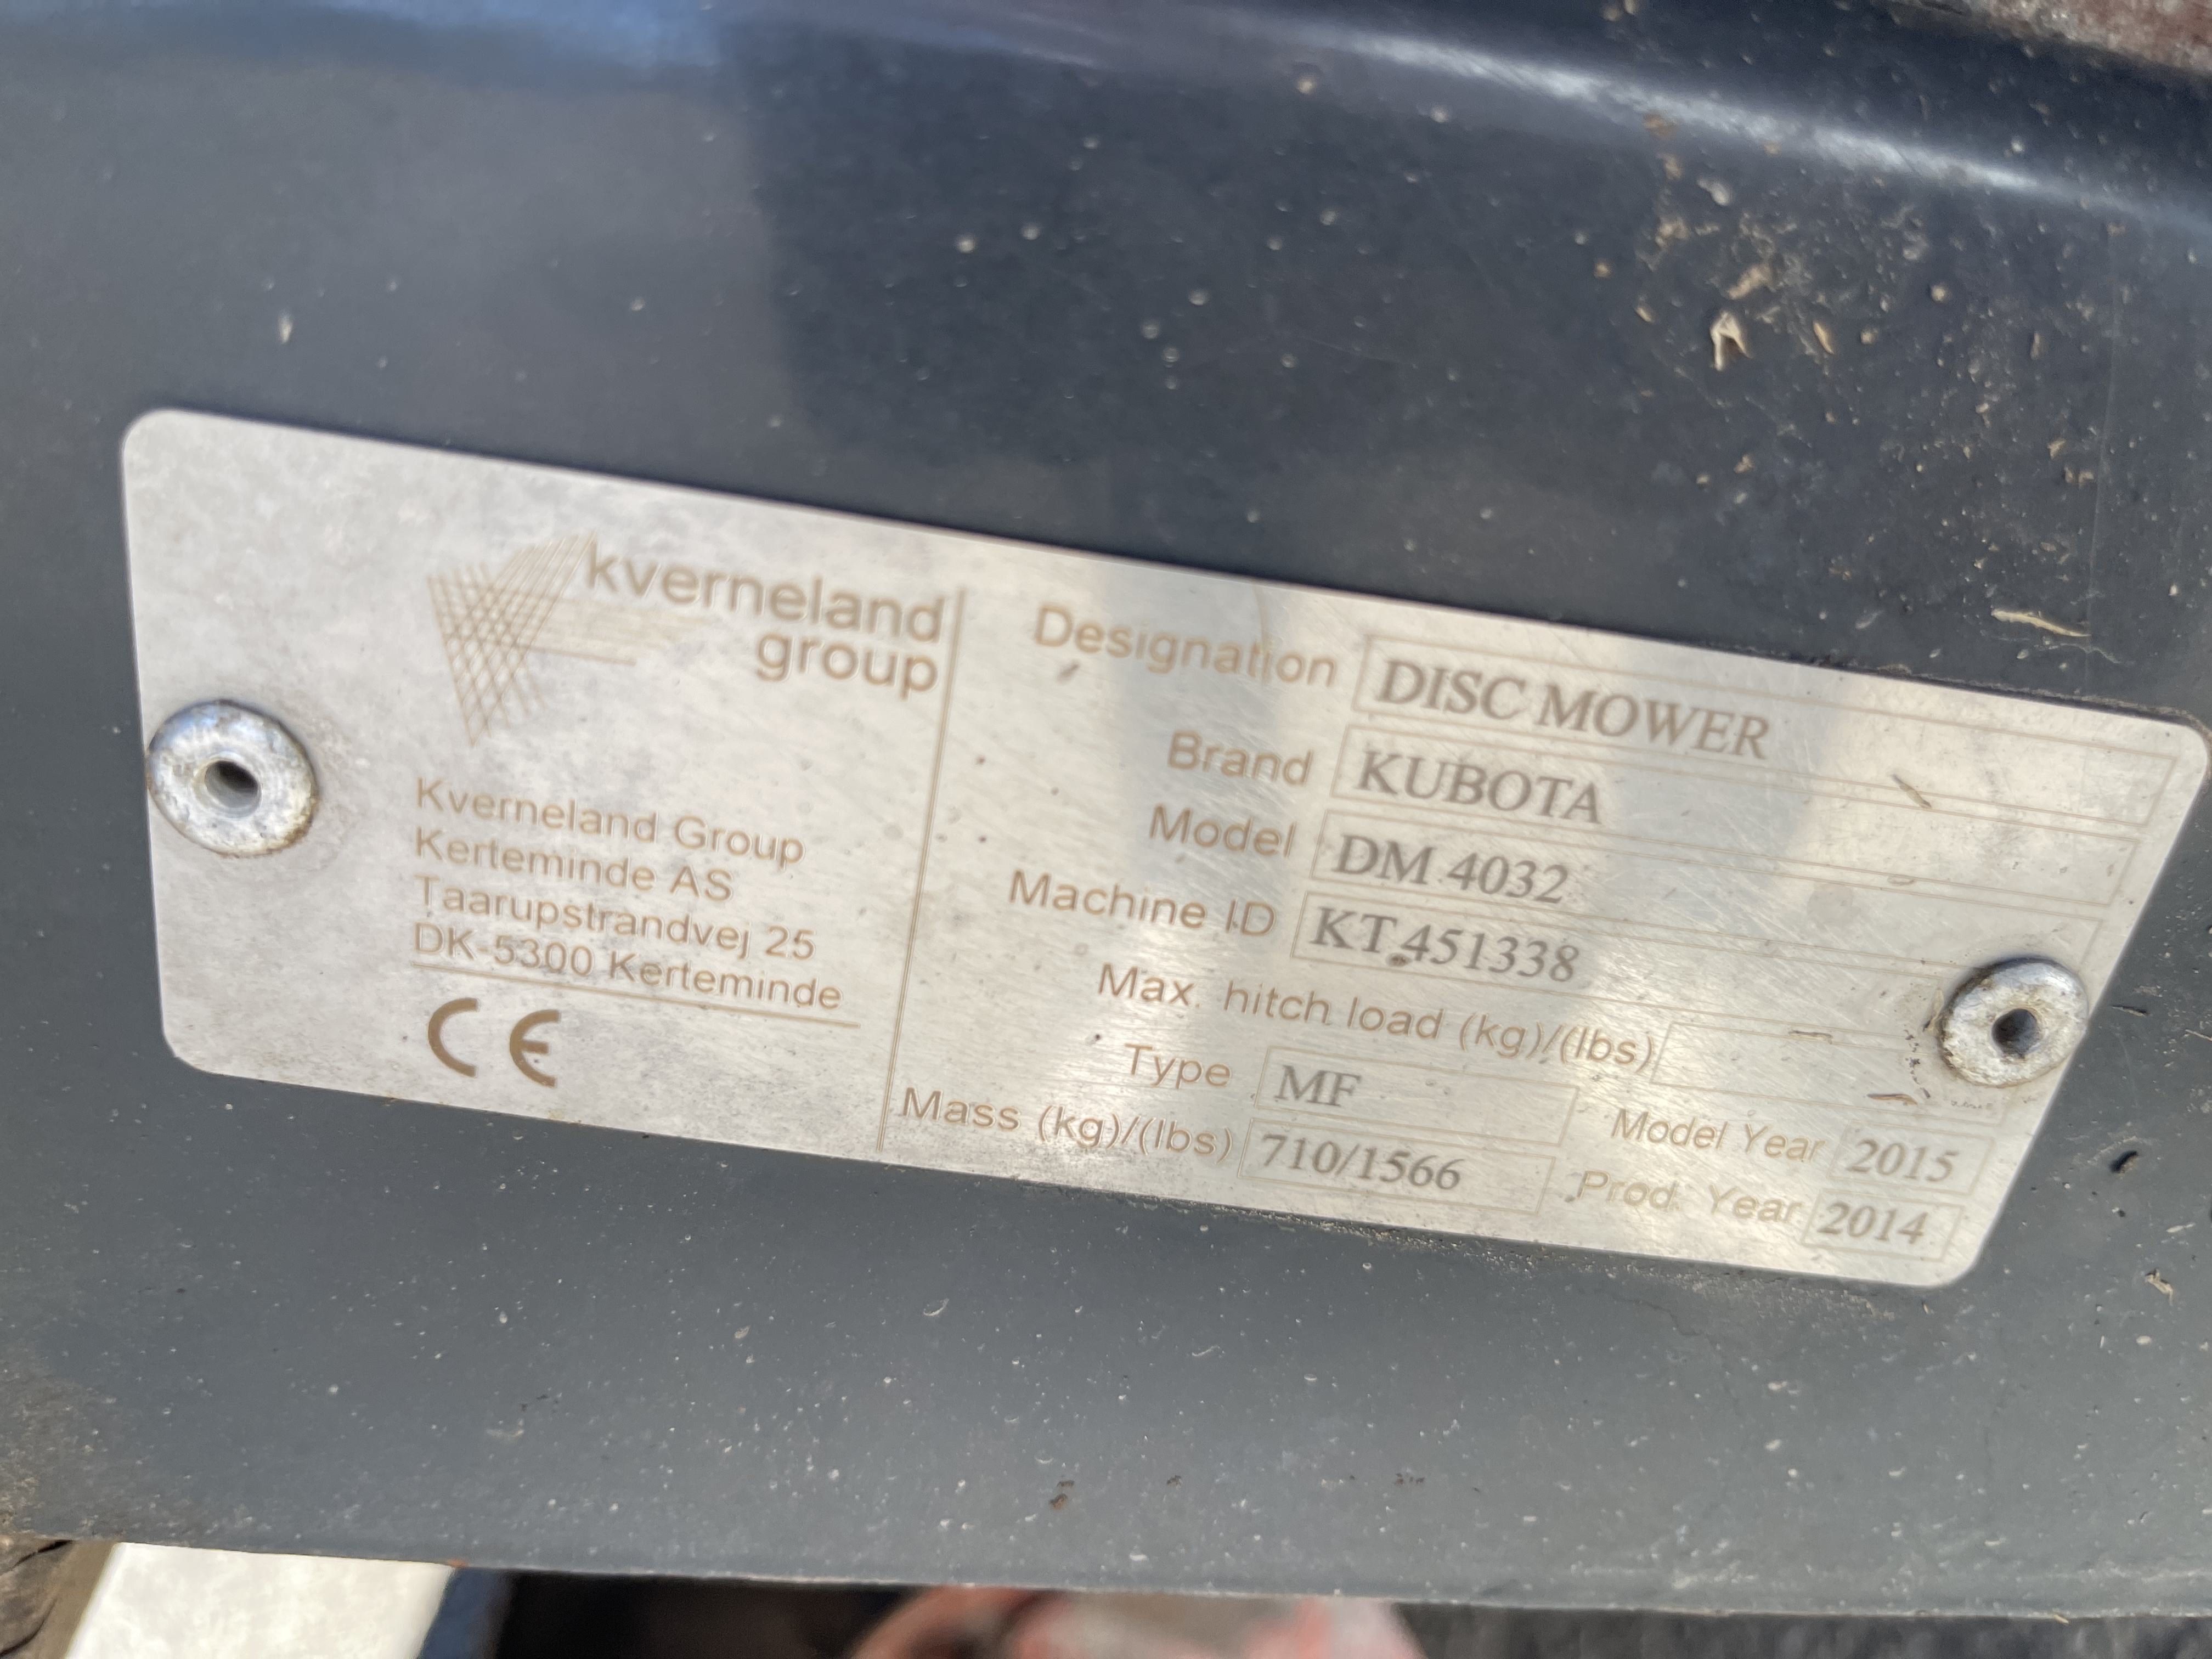 kverneland
group
Kverneland Group
Kerteminde AS
Taarupstrandvej 25
DK-5300 Kerteminde
CE
Designation DISC MOWER
Brand KUBOTA
Model DM 4032
Machine ID KT 451338
Max. hitch load (kg)/(lbs)
Type MF Model Year 2015
Mass (kg)/(lbs) 710/1566 Prod. Year 2014